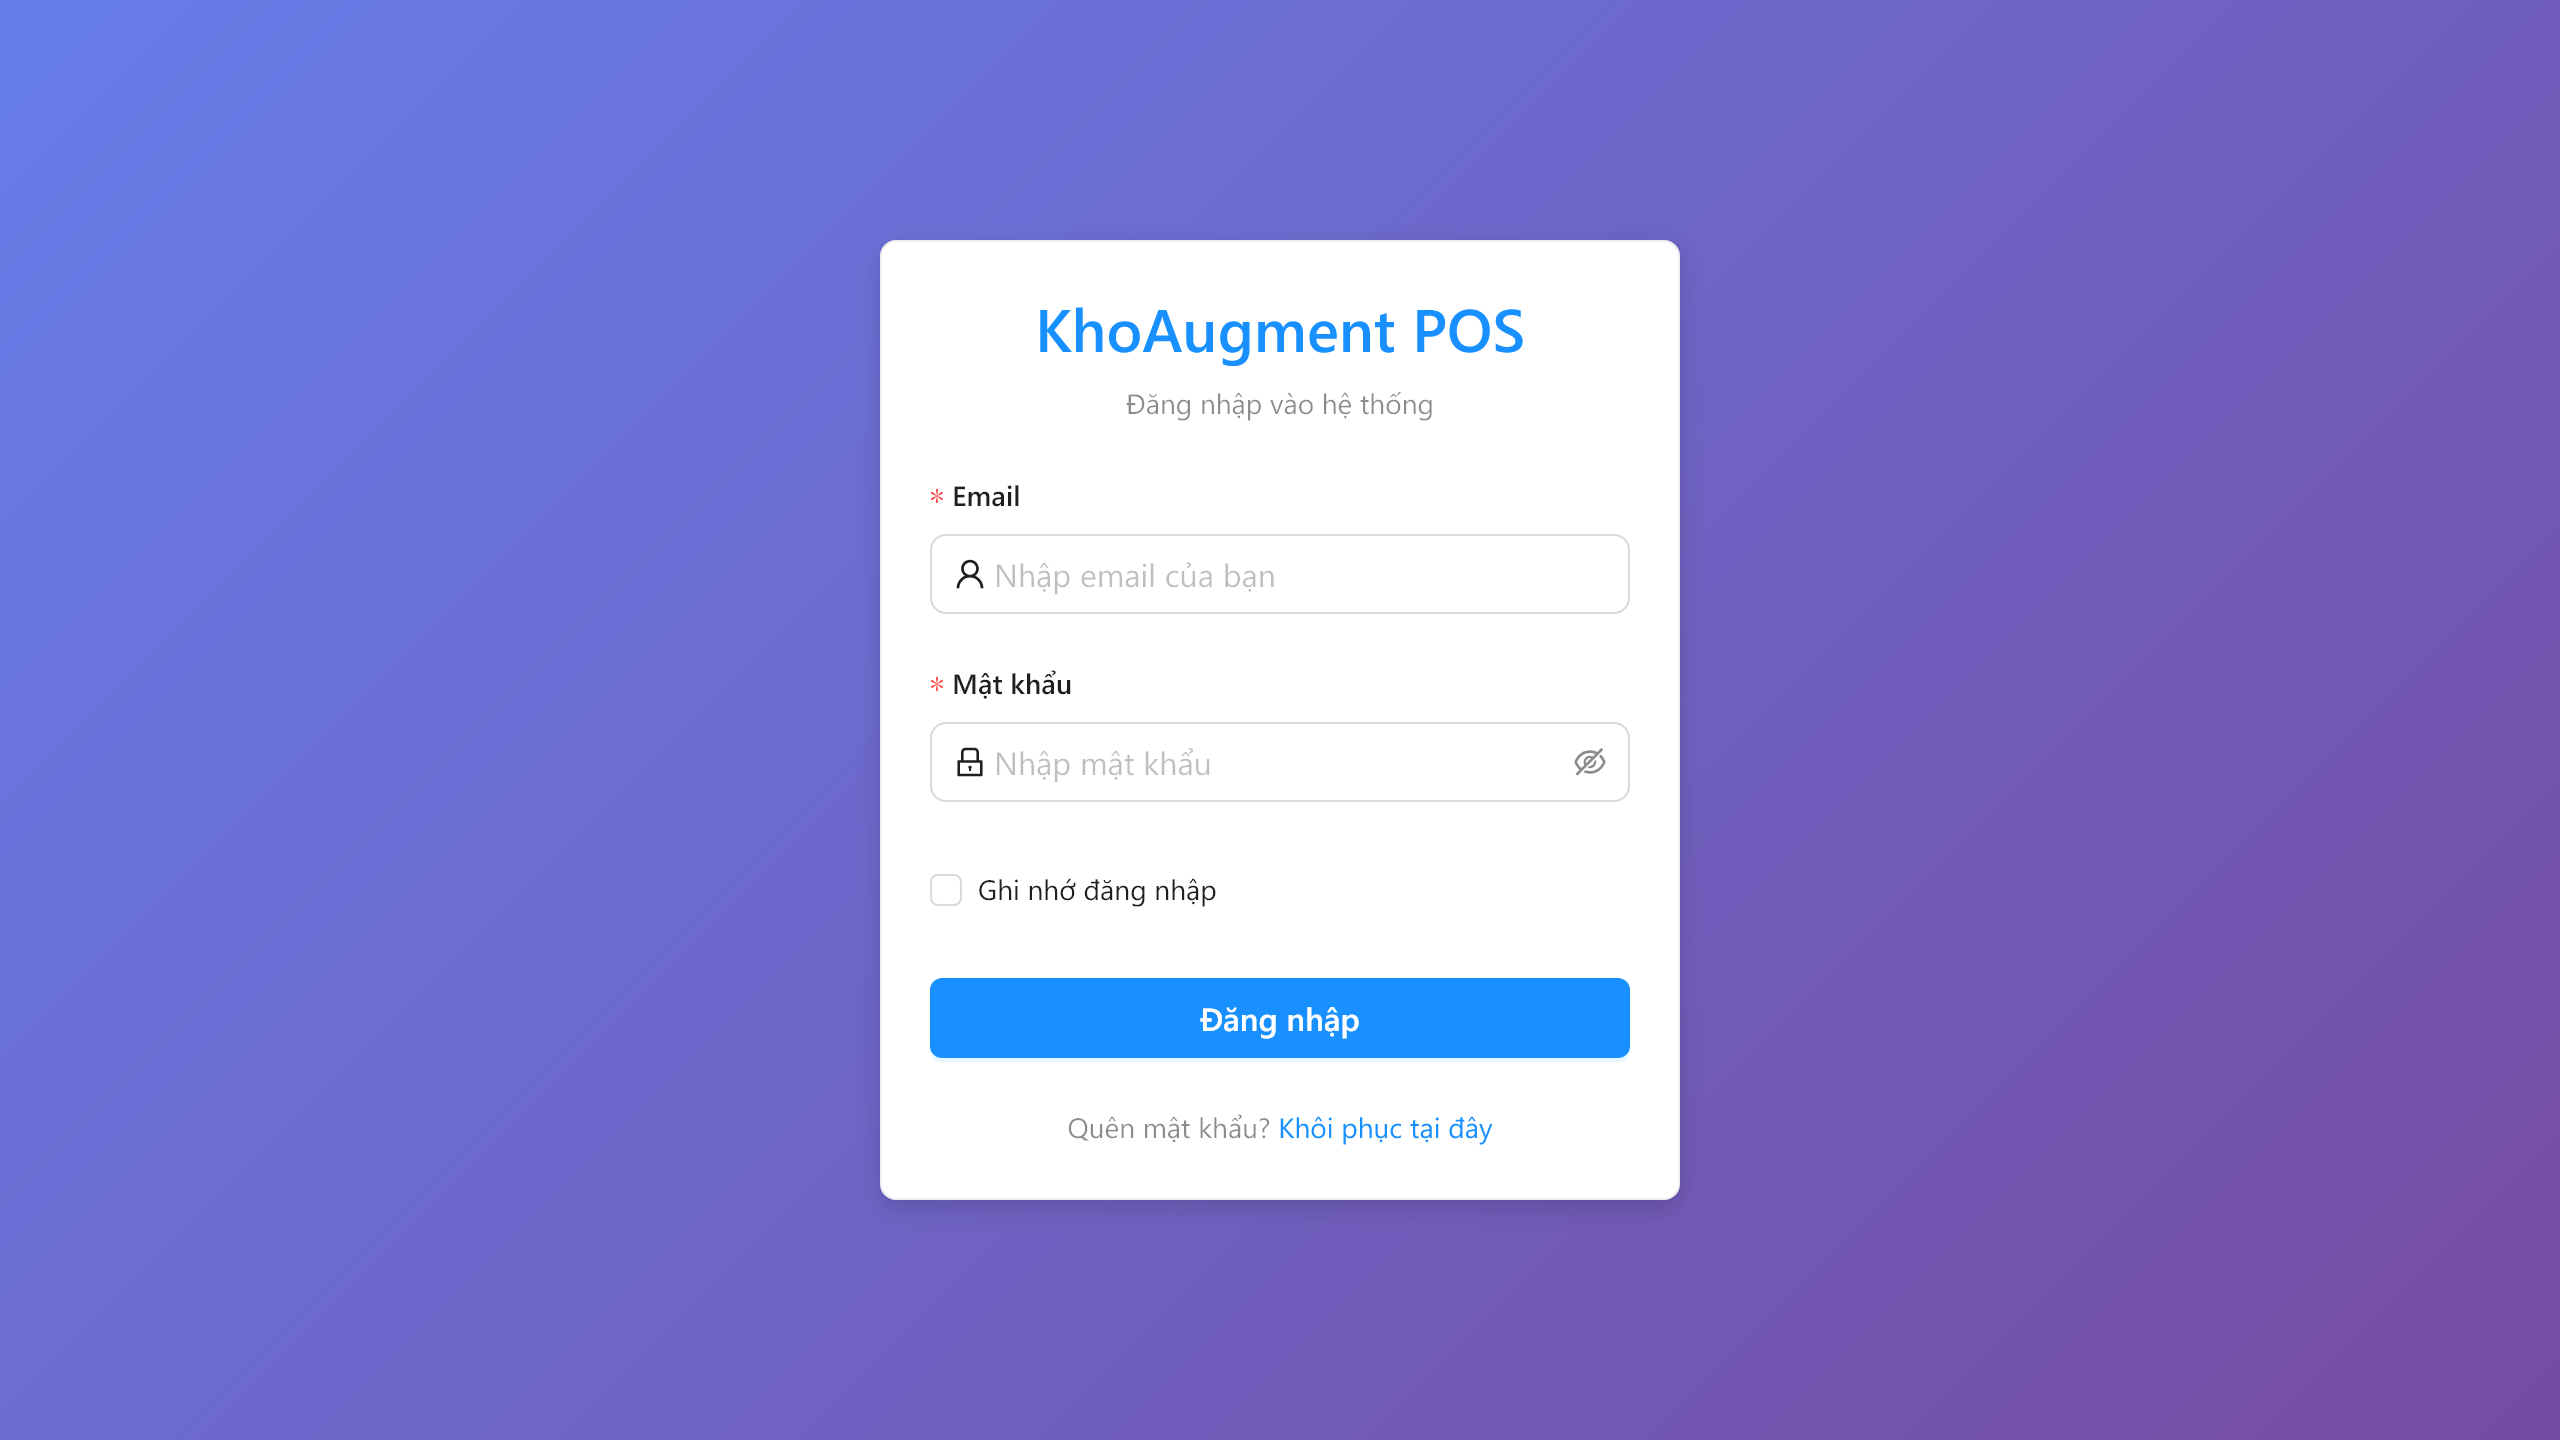 KhoAugment POS
Đăng nhập vào hệ thống
* Email
Nhập email của bạn
* Mật khẩu
Nhập mật khẩu
Ghi nhớ đăng nhập
Đăng nhập
Quên mật khẩu? Khôi phục tại đây